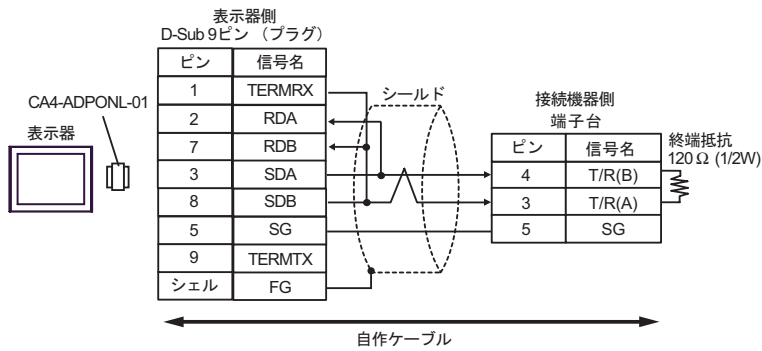 表示器側
D-Sub 9ピン （プラグ）
ピン 信号名
1 TERMRX
2 RDA
7 RDB
3 SDA
8 SDB
5 SG
9 TERMTX
シェル FG
CA4-ADPONL-01
表示器
シールド
接続機器側
端子台
ピン 信号名
4 T/R(B)
3 T/R(A)
5 SG
終端抵抗
120 Ω (1/2W)
自作ケーブル